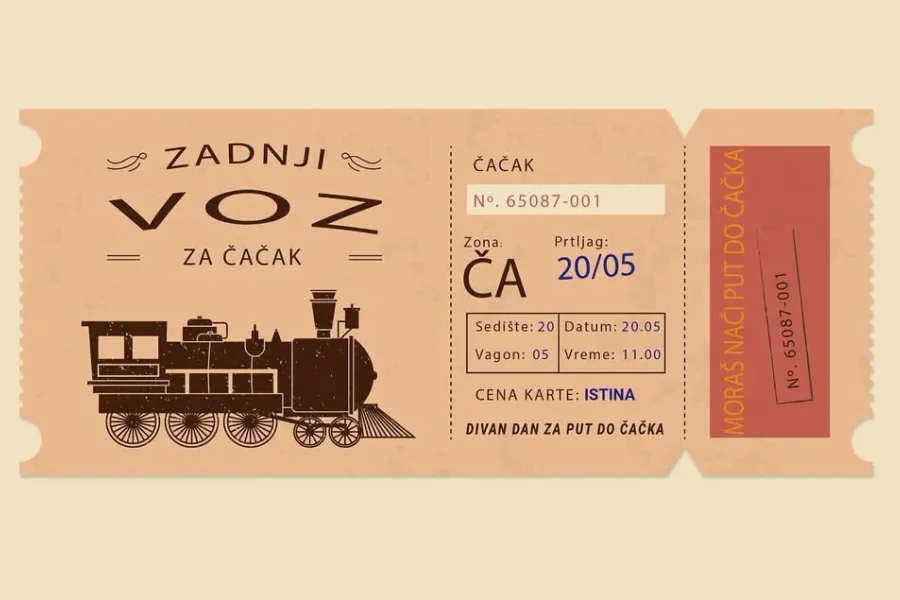 ZADNJI
VOZ
ZA ČAČAK
ČAČAK
Nº. 65087-001
Zona:
ČA
Prtljag:
20/05
Sedište: 20
Datum: 20.05
Vagon: 05
Vreme: 11.00
CENA KARTE: ISTINA
DIVAN DAN ZA PUT DO ČAČKA
MORAŠ NAĆI PUT DO ČAČKA
Nº. 65087-001